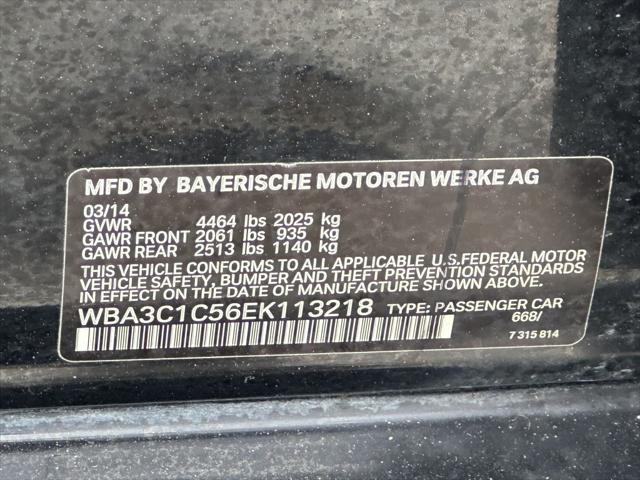 MFD BY BAYERISCHE MOTOREN WERKE AG
03/14
GVWR 4464 lbs 2025 kg
GAWR FRONT 2061 lbs 935 kg
GAWR REAR 2513 lbs 1140 kg
THIS VEHICLE CONFORMS TO ALL APPLICABLE U.S.FEDERAL MOTOR
VEHICLE SAFETY, BUMPER AND THEFT PREVENTION STANDARDS
IN EFFECT ON THE DATE OF MANUFACTURE SHOWN ABOVE.
WBA3C1C56EK113218 TYPE: PASSENGER CAR
668/
7 315 814